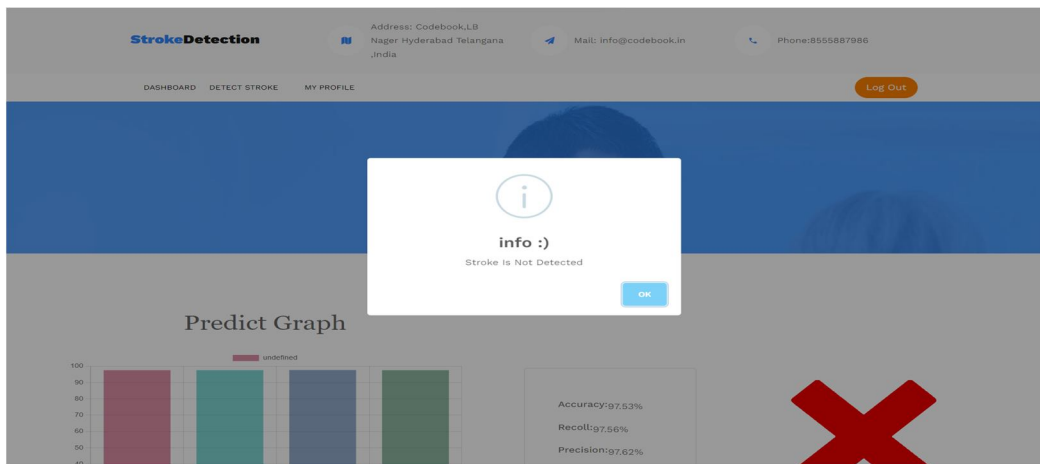 StrokeDetection
Address: Codebook,LB
Nager Hyderabad Telangana
,India
Mail: info@codebook.in
Phone:8555887986
DASHBOARD DETECT STROKE MY PROFILE
Log Out
i
info :)
Stroke Is Not Detected
OK
Predict Graph
undefined
100
90
80
70
60
50
40
Accuracy:97.53%
Recoll:97.56%
Precision:97.62%